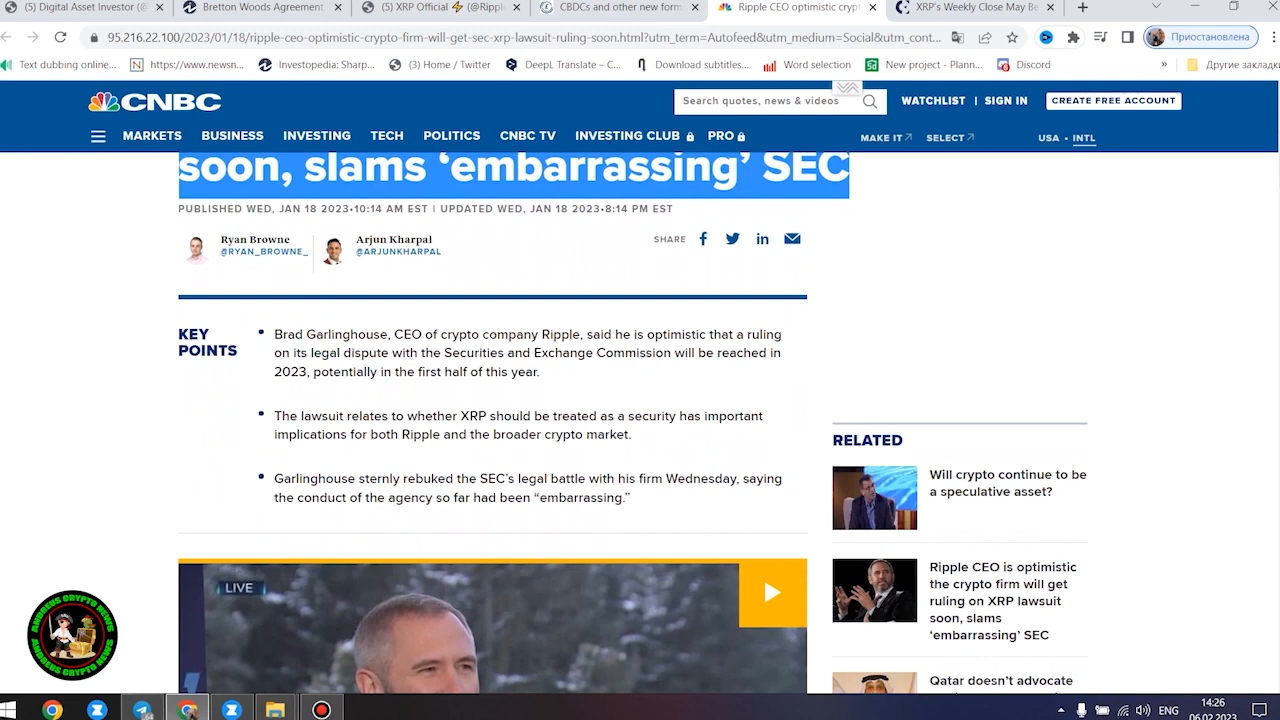 (5) Digital Asset Investor (@
Bretton Woods Agreement
(5) XRP Official ⚡ (@Rippl
CBDCs and other new form
Ripple CEO optimistic crypt
XRP's Weekly Close May Be
95.216.22.100/2023/01/18/ripple-ceo-optimistic-crypto-firm-will-get-sec-xrp-lawsuit-ruling-soon.html?utm_term=Autofeed&utm_medium=Social&utm_cont...
Приостановлена
Text dubbing online...
https://www.newsn...
Investopedia: Sharp...
(3) Home / Twitter
DeepL Translate – C...
Download subtitles...
Word selection
New project - Plann...
Discord
»
Другие закладки
CNBC
Search quotes, news & videos
WATCHLIST | SIGN IN
CREATE FREE ACCOUNT
MARKETS BUSINESS INVESTING TECH POLITICS CNBC TV INVESTING CLUB PRO
MAKE IT SELECT
USA • INTL
soon, slams ‘embarrassing’ SEC
PUBLISHED WED, JAN 18 2023•10:14 AM EST | UPDATED WED, JAN 18 2023•8:14 PM EST
Ryan Browne
@RYAN_BROWNE_
Arjun Kharpal
@ARJUNKHARPAL
SHARE
KEY
POINTS
Brad Garlinghouse, CEO of crypto company Ripple, said he is optimistic that a ruling
on its legal dispute with the Securities and Exchange Commission will be reached in
2023, potentially in the first half of this year.
The lawsuit relates to whether XRP should be treated as a security has important
implications for both Ripple and the broader crypto market.
Garlinghouse sternly rebuked the SEC’s legal battle with his firm Wednesday, saying
the conduct of the agency so far had been “embarrassing.”
RELATED
Will crypto continue to be
a speculative asset?
Ripple CEO is optimistic
the crypto firm will get
ruling on XRP lawsuit
soon, slams
‘embarrassing’ SEC
Qatar doesn’t advocate
LIVE
ANDREUS CRYPTO NEWS
ANDREUS CRYPTO NEWS
ENG
14:26
06.02.2023